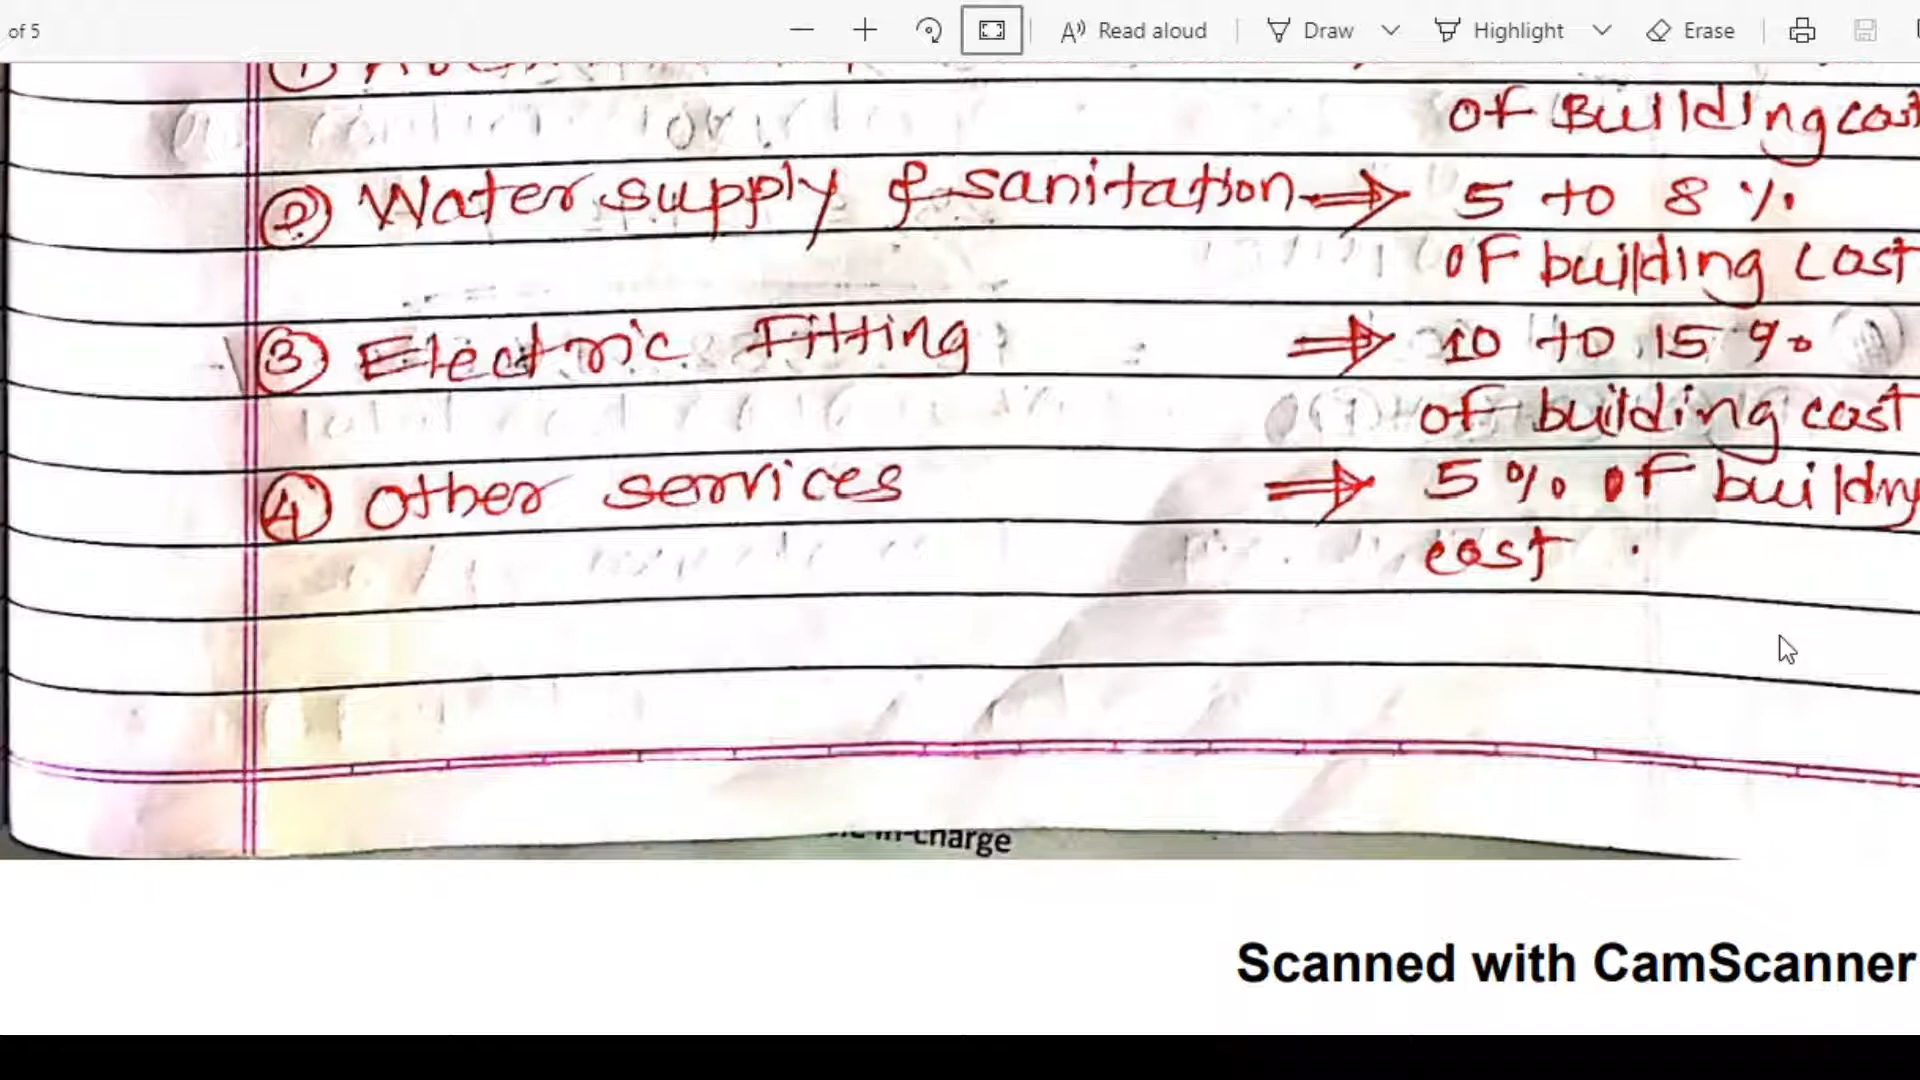 of 5
Read aloud
Draw
Highlight
Erase
of Building cost
② Water supply & sanitation ⇒ 5 to 8 %
of building cost
③ Electric Fitting ⇒ 10 to 15 %
of building cost
④ Other services ⇒ 5 % of building
cost .
in-charge
Scanned with CamScanner